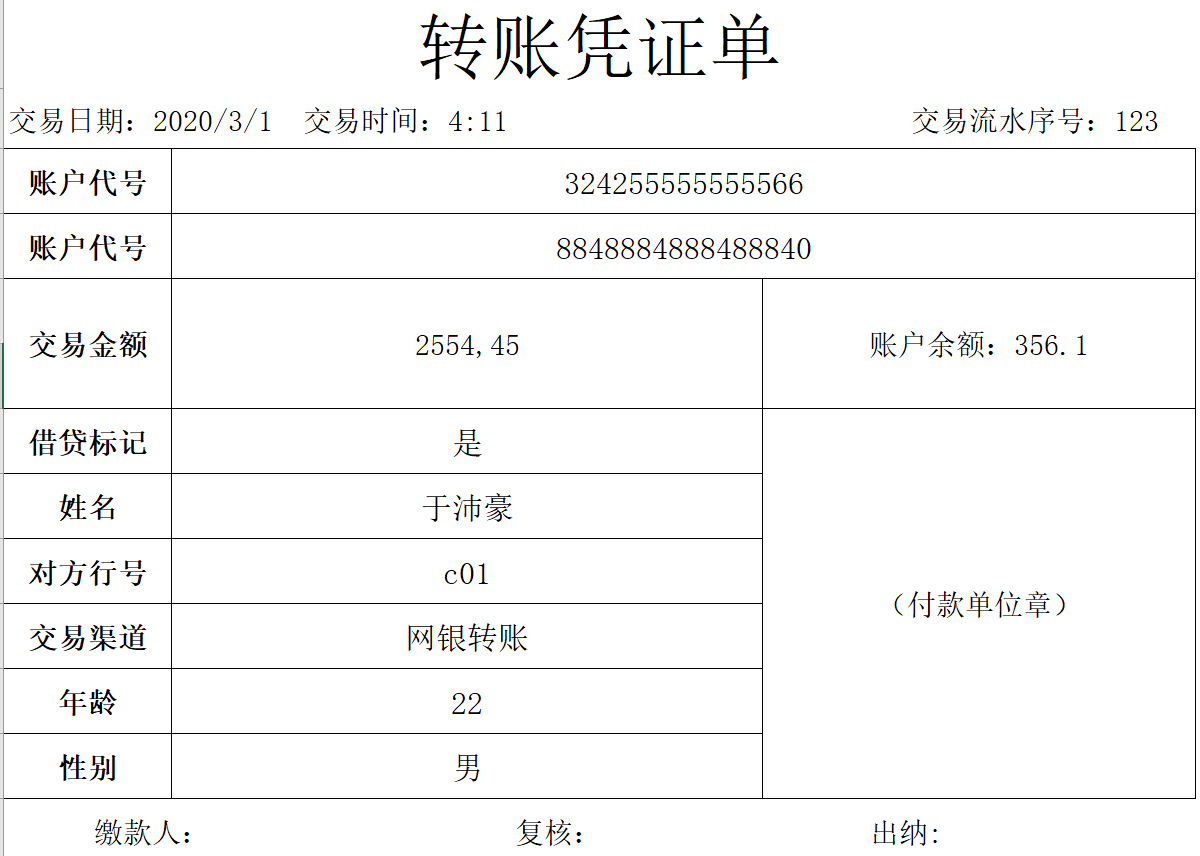 转账凭证单
交易日期：2020/3/1 交易时间：4:11 交易流水序号：123
账户代号 324255555555566
账户代号 8848884888488840
交易金额 2554,45 账户余额：356.1
借贷标记 是
姓名 于沛豪
对方行号 c01
（付款单位章）
交易渠道 网银转账
年龄 22
性别 男
缴款人： 复核： 出纳：